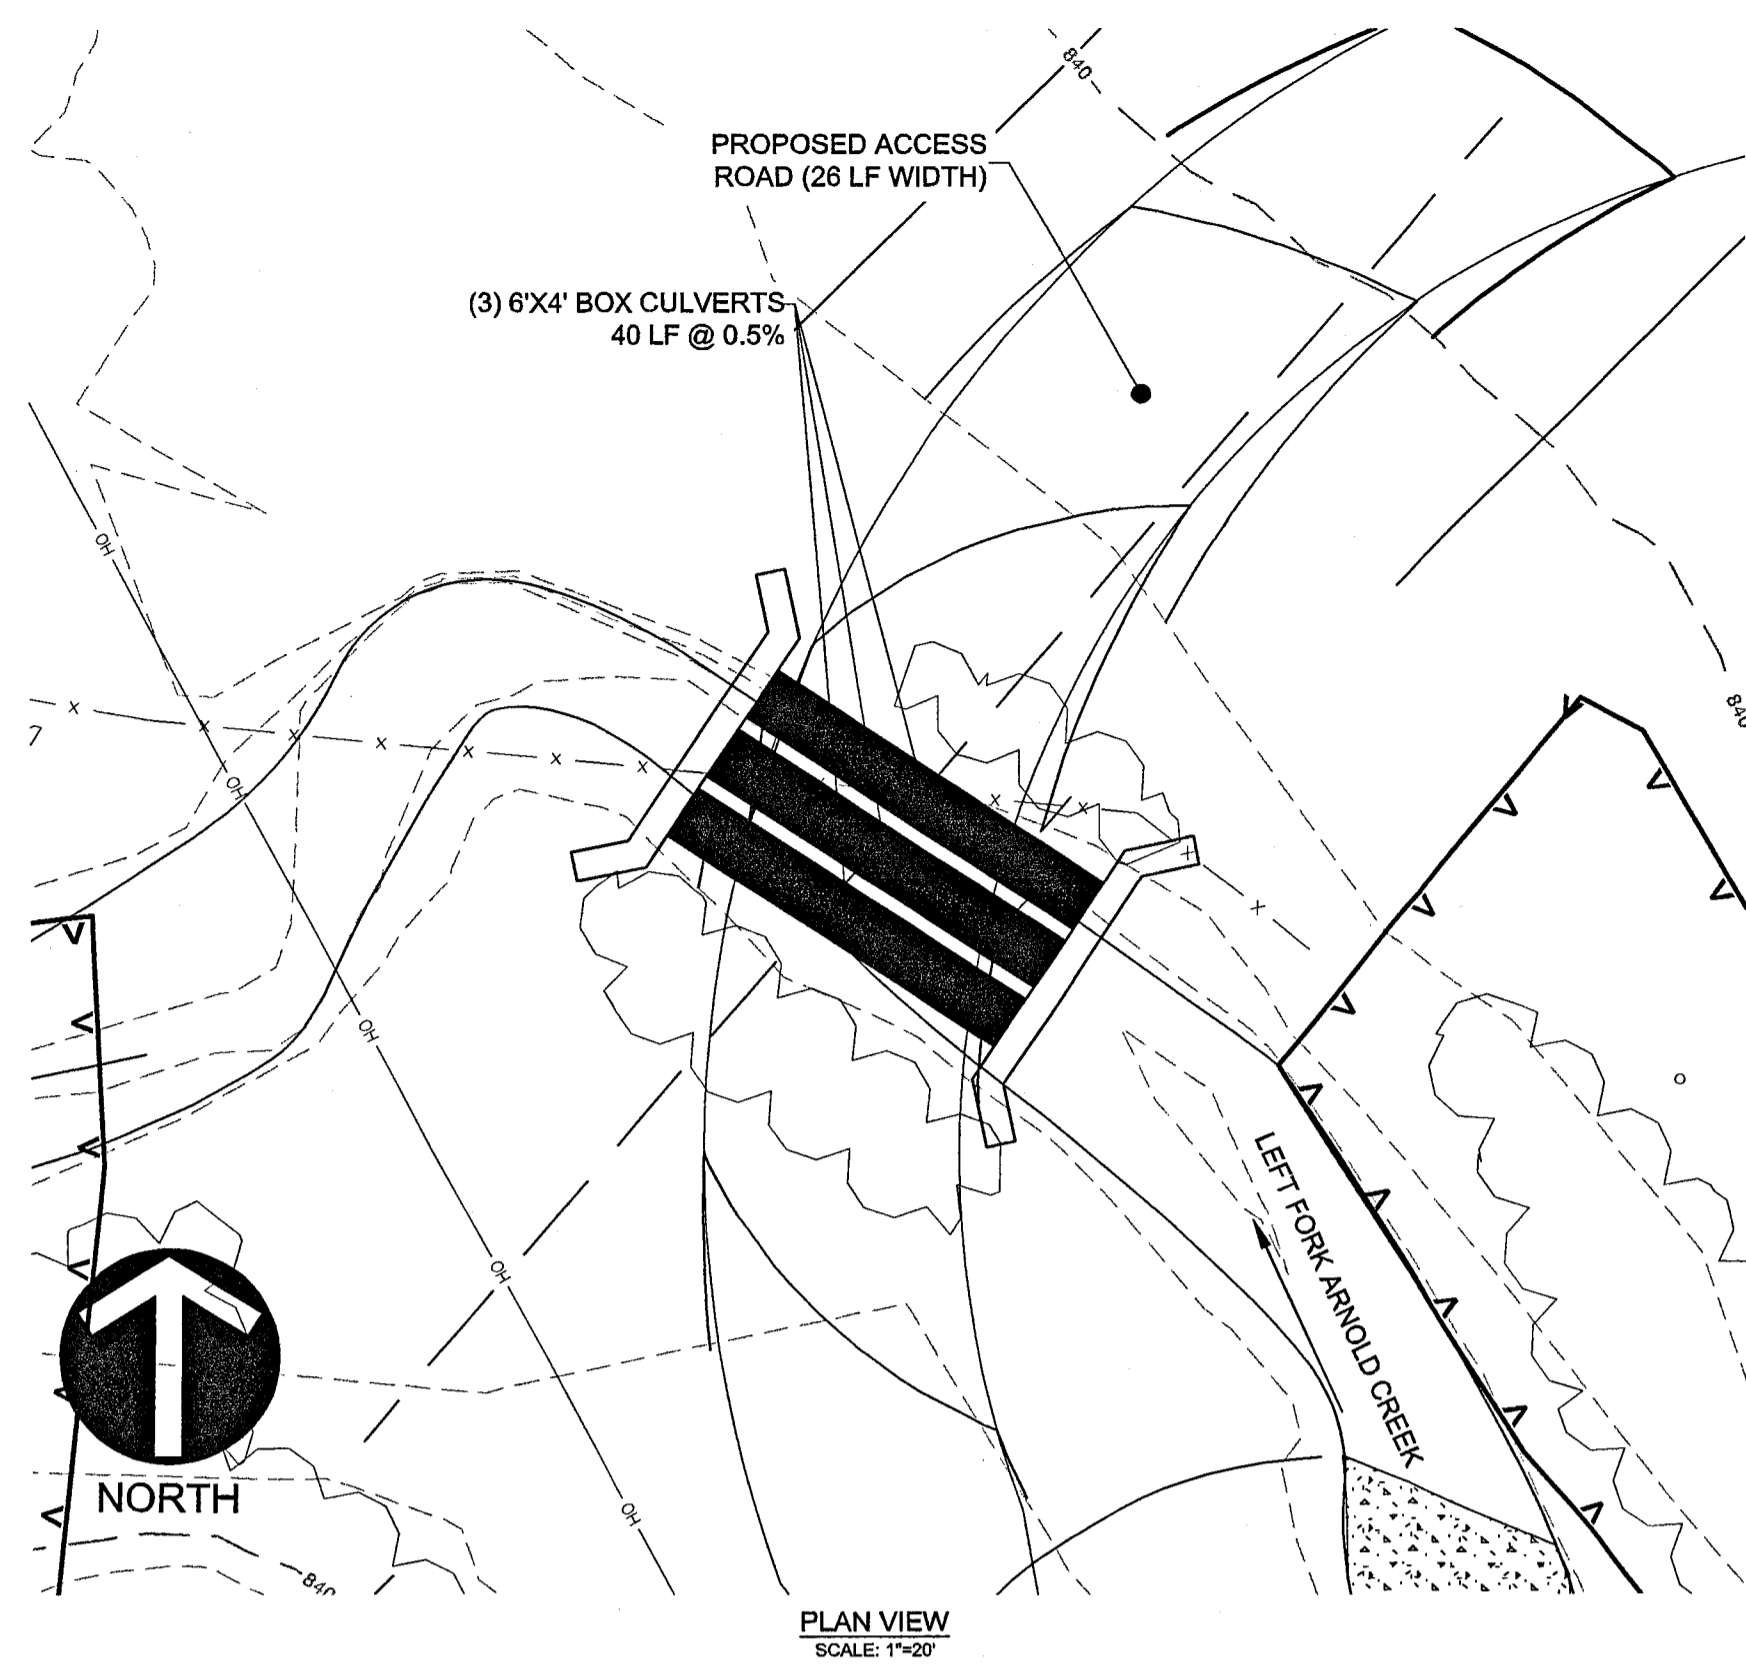 840
PROPOSED ACCESS
ROAD (26 LF WIDTH)
(3) 6'X4' BOX CULVERTS
40 LF @ 0.5%
OH
X
X
X
X
X
X
X
X
X
7
OH
840
OH
LEFT FORK ARNOLD CREEK
OH
NORTH
OH
840
PLAN VIEW
SCALE: 1"=20'